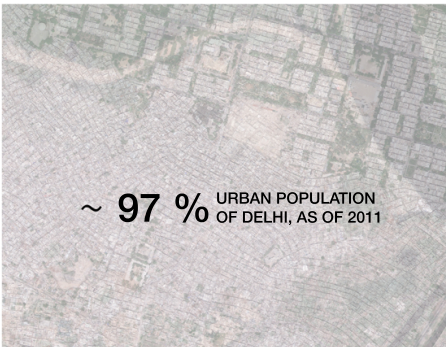 ~ 97 % URBAN POPULATION
OF DELHI, AS OF 2011